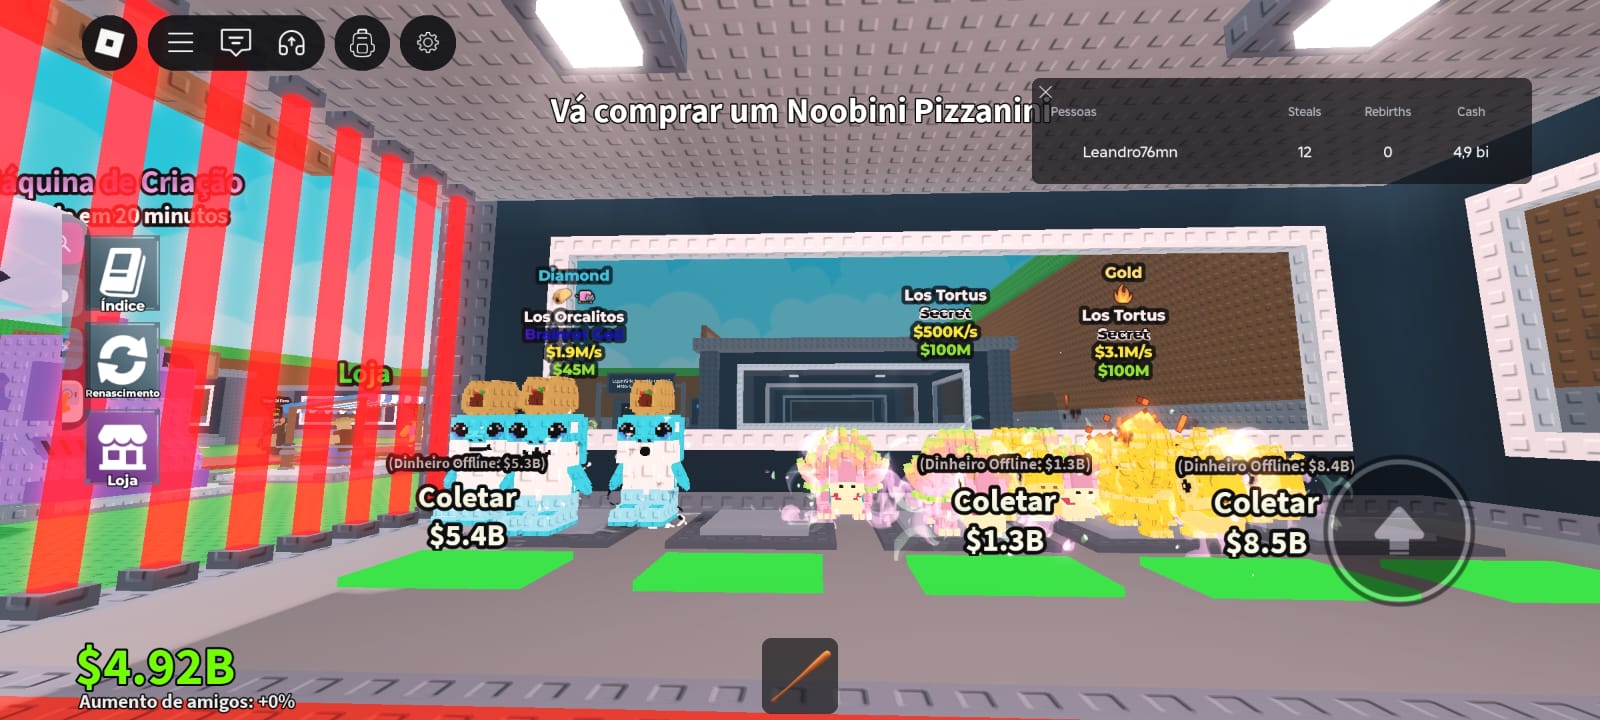 Vá comprar um Noobini Pizzanini
Pessoas Steals Rebirths Cash
Leandro76mn 12 0 4,9 bi
áquina de Criação
em 20 minutos
Índice
Renascimento
Loja
Loja
Diamond
Los Orcalitos
Brainrot God
$1.9M/s
$45M
Los Tortus
Secret
$500K/s
$100M
Gold
Los Tortus
Secret
$3.1M/s
$100M
(Dinheiro Offline: $5.3B)
Coletar
$5.4B
(Dinheiro Offline: $1.3B)
Coletar
$1.3B
(Dinheiro Offline: $8.4B)
Coletar
$8.5B
$4.92B
Aumento de amigos: +0%